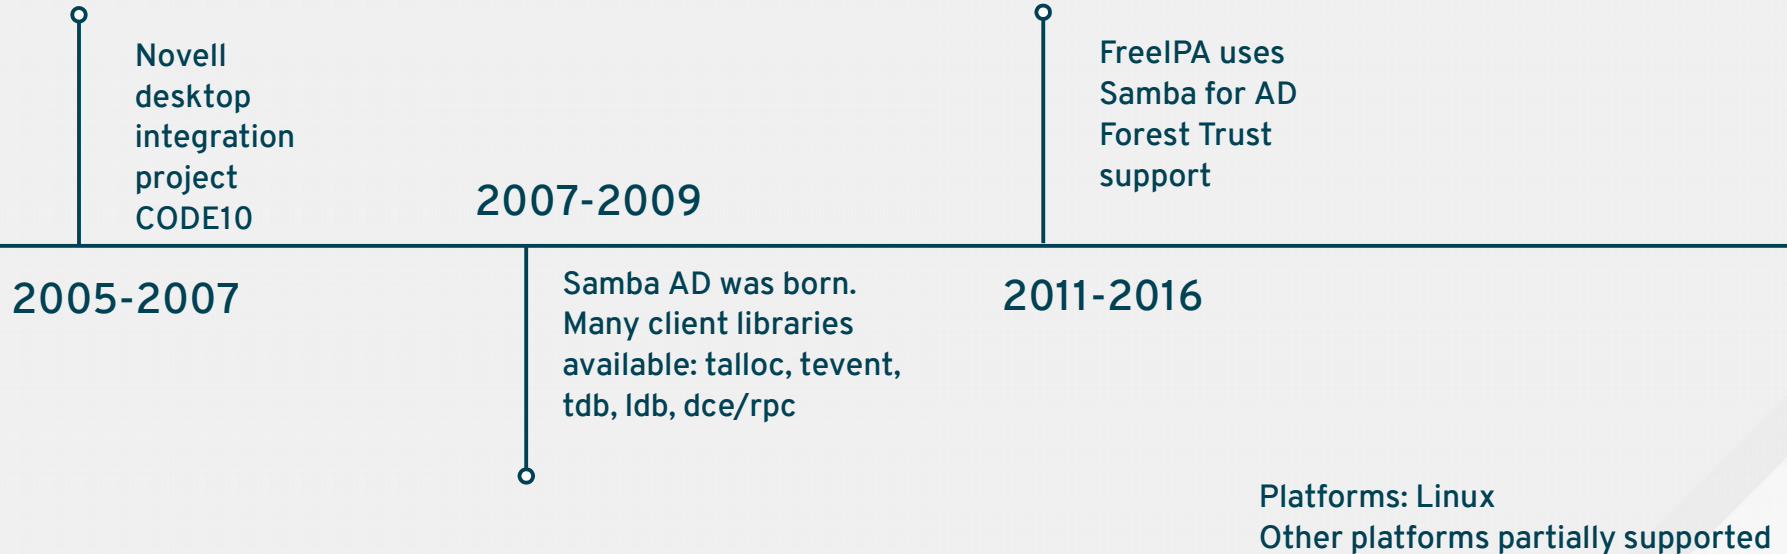 Novell
desktop
integration
project
CODE10
2005-2007
2007-2009
Samba AD was born.
Many client libraries
available: talloc, tevent,
tdb, ldb, dce/rpc
FreeIPA uses
Samba for AD
Forest Trust
support
2011-2016
Platforms: Linux
Other platforms partially supported